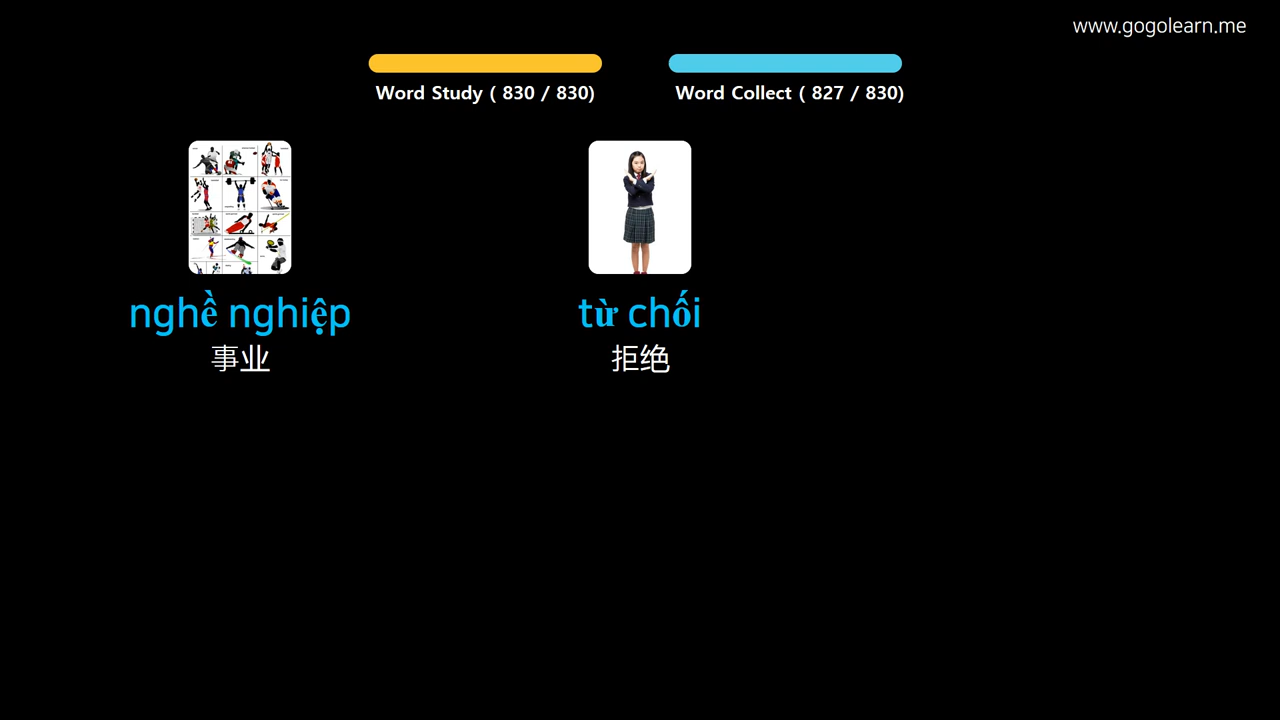 www.gogolearn.me
Word Study ( 830 / 830)
Word Collect ( 827 / 830)
nghề nghiệp
事业
từ chối
拒绝